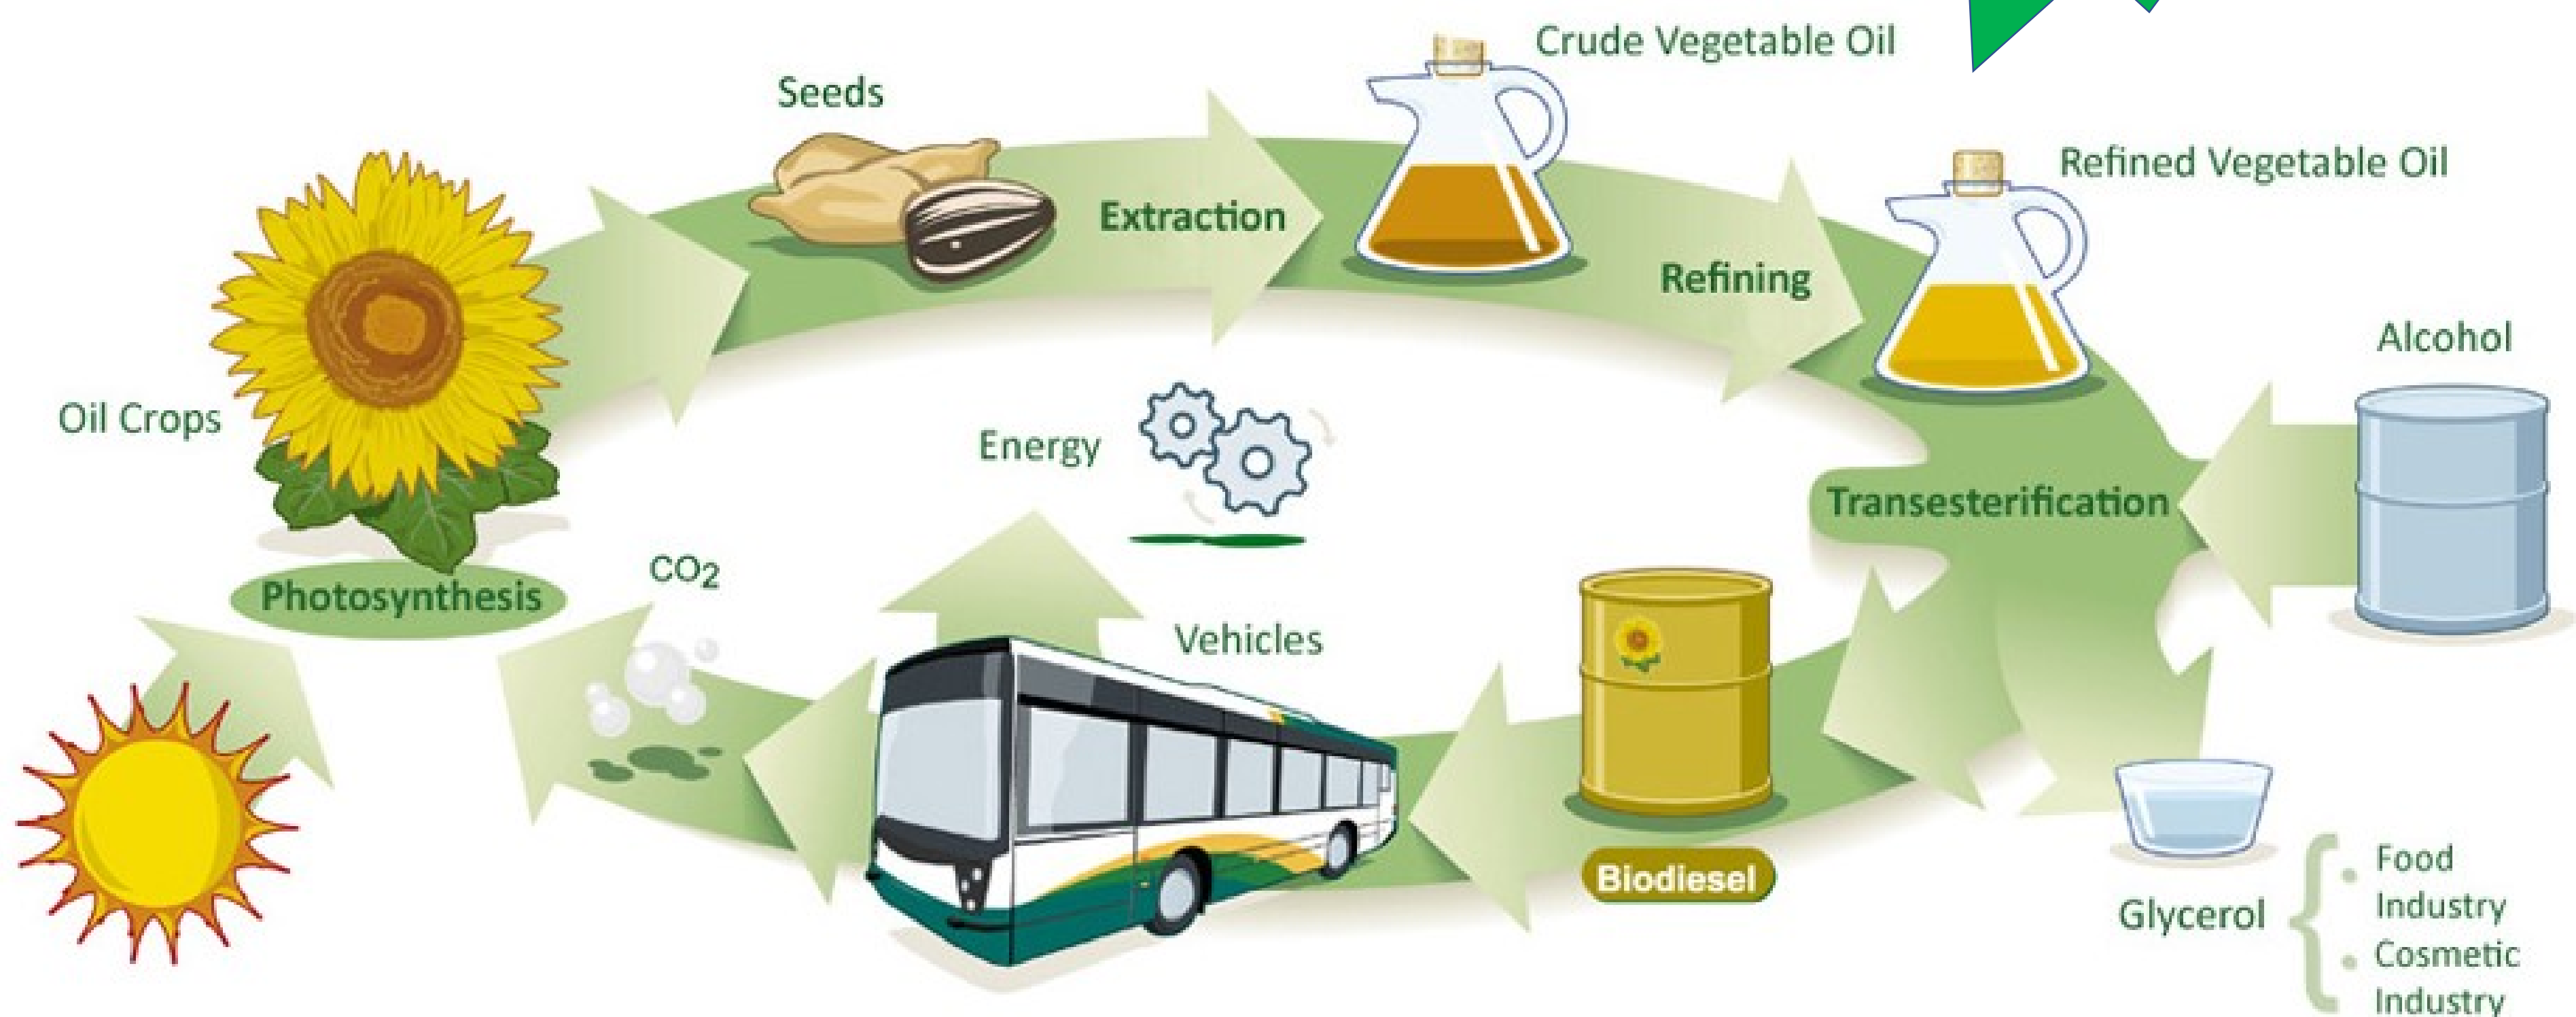 Crude Vegetable Oil
Seeds
Refined Vegetable Oil
Extraction
Refining
Alcohol
Oil Crops
Energy
Transesterification
CO₂
Photosynthesis
Vehicles
Biodiesel
Glycerol
• Food
Industry
• Cosmetic
Industry